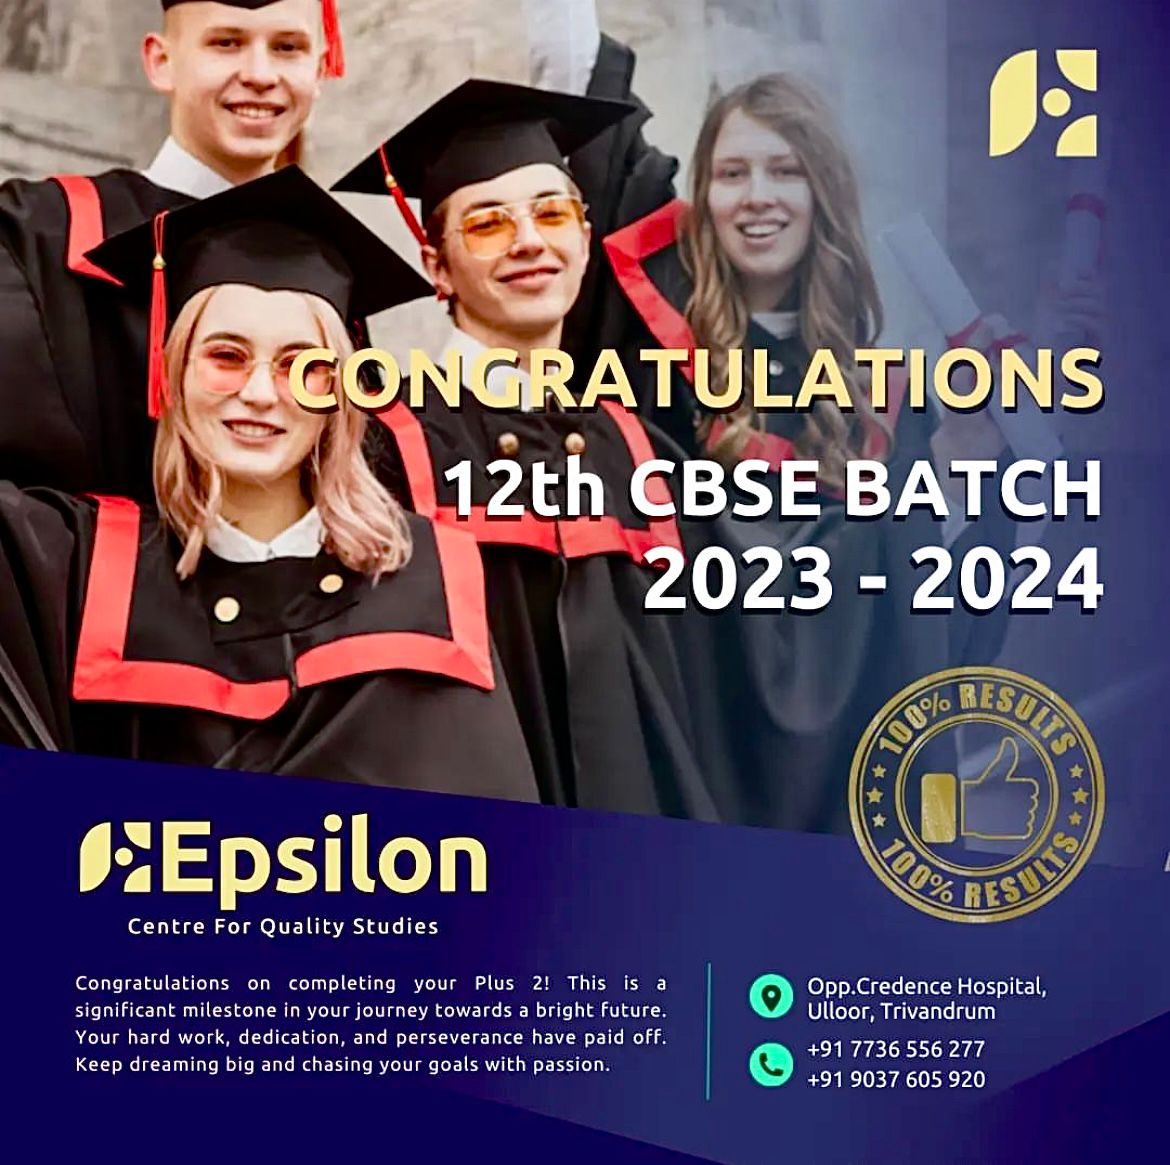 CONGRATULATIONS
12th CBSE BATCH
2023 - 2024
100% RESULTS
100% RESULTS
Epsilon
Centre For Quality Studies
Congratulations on completing your Plus 2! This is a
significant milestone in your journey towards a bright future.
Your hard work, dedication, and perseverance have paid off.
Keep dreaming big and chasing your goals with passion.
Opp.Credence Hospital,
Ulloor, Trivandrum
+91 7736 556 277
+91 9037 605 920